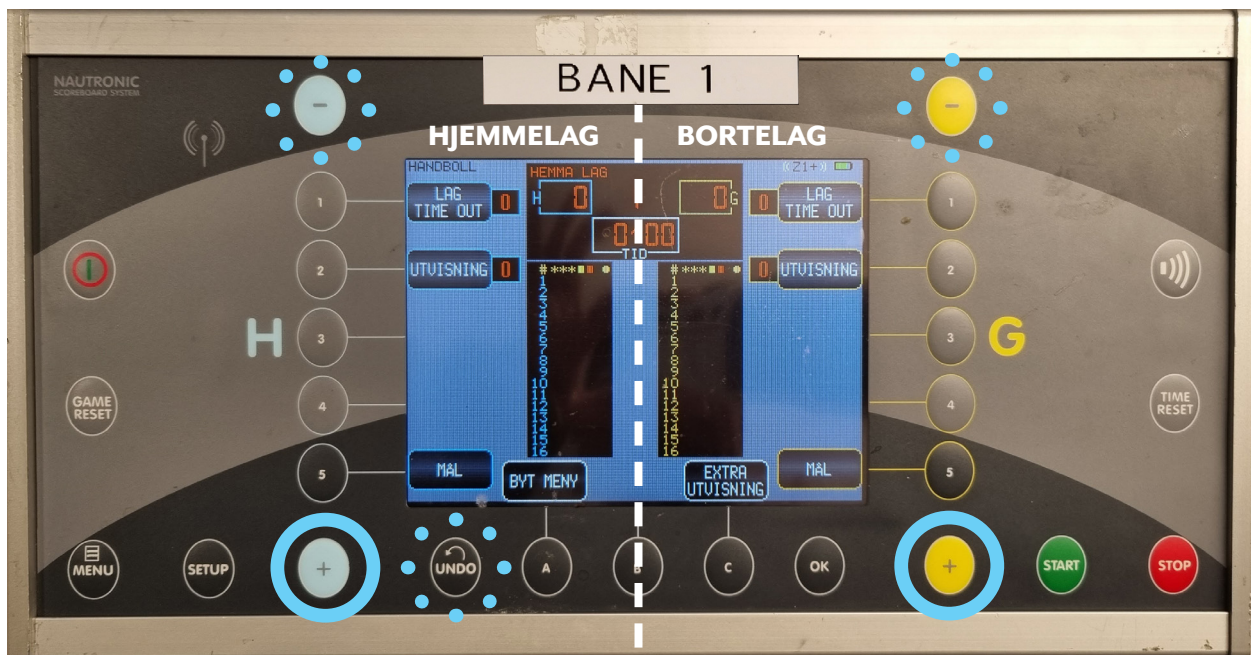 BANE 1
NAUTRONIC
SCOREBOARD SYSTEM
−
−
HJEMMELAG
BORTELAG
HANDBOLL
HEMMA LAG
Z1+
LAG
TIME OUT
0
H
0
0
G
0
LAG
TIME OUT
1
1
TID
UTVISNING
0
# ***
# ***
0
UTVISNING
2
2
1
2
3
4
5
6
7
8
9
10
11
12
13
14
15
16
1
2
3
4
5
6
7
8
9
10
11
12
13
14
15
16
H
3
3
G
GAME
RESET
4
4
TIME
RESET
5
MÅL
BYT MENY
EXTRA
UTVISNING
MÅL
5
MENU
SETUP
+
UNDO
A
B
C
OK
+
START
STOP